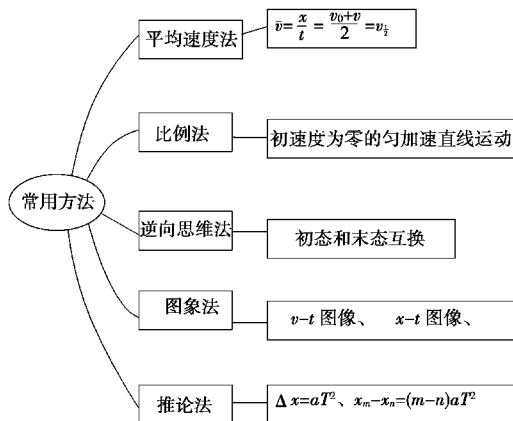 平均速度法
v̄=x/t=(v₀+v)/2=v_{t/2}
比例法
初速度为零的匀加速直线运动
常用方法
逆向思维法
初态和末态互换
图象法
v-t 图像、 x-t 图像、
推论法
Δx=aT²、xₘ-xₙ=(m-n)aT²